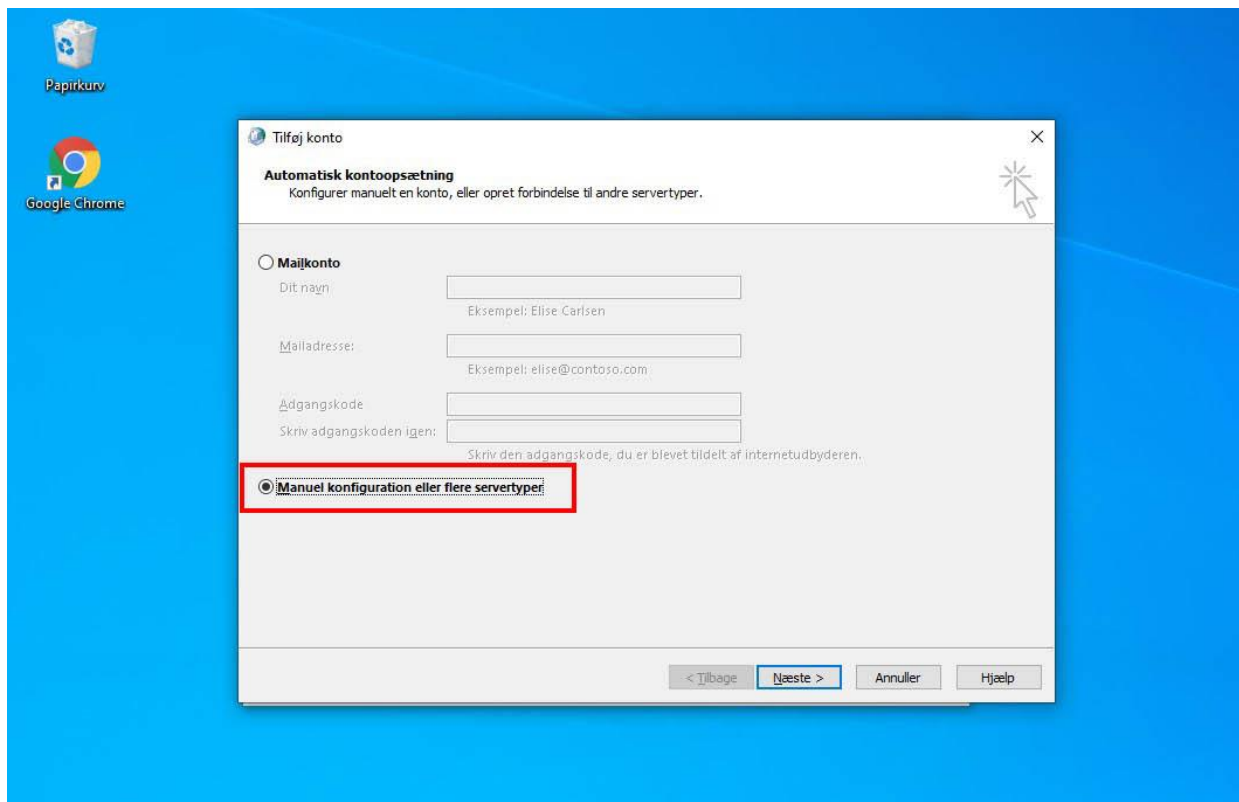 Papirkurv
Google Chrome
Tilføj konto
Automatisk kontoopsætning
Konfigurer manuelt en konto, eller opret forbindelse til andre servertyper.
Mailkonto
Dit navn
Eksempel: Elise Carlsen
Mailadresse:
Eksempel: elise@contoso.com
Adgangskode
Skriv adgangskoden igen:
Skriv den adgangskode, du er blevet tildelt af internetudbyderen.
Manuel konfiguration eller flere servertyper
< Tilbage Næste > Annuller Hjælp